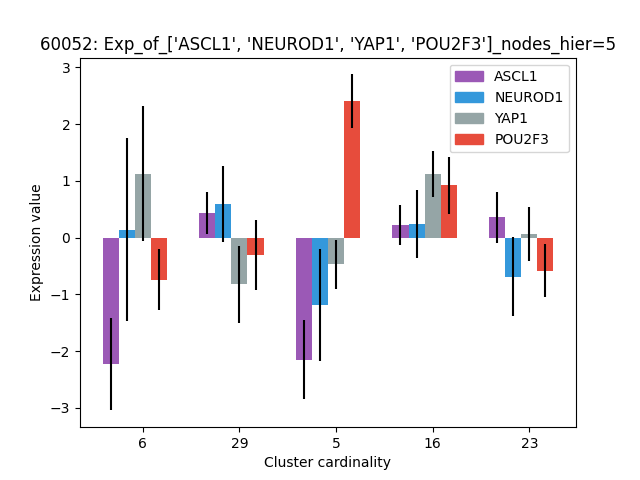 60052: Exp_of_['ASCL1', 'NEUROD1', 'YAP1', 'POU2F3']_nodes_hier=5
ASCL1
NEUROD1
YAP1
POU2F3
Expression value
3
2
1
0
−1
−2
−3
6
29
5
16
23
Cluster cardinality